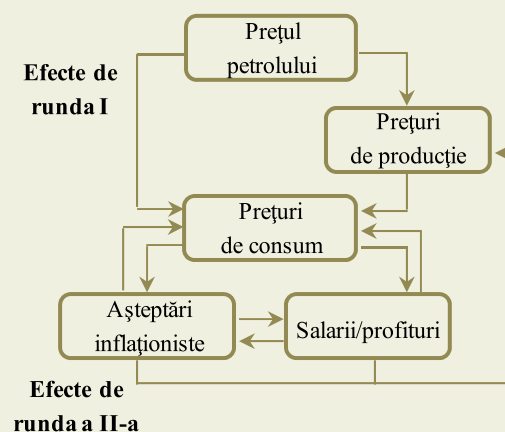 Preţul
petrolului
Efecte de
runda I
Preţuri
de producţie
Preţuri
de consum
Aşteptări
inflaţioniste
Salarii/profituri
Efecte de
runda a II-a